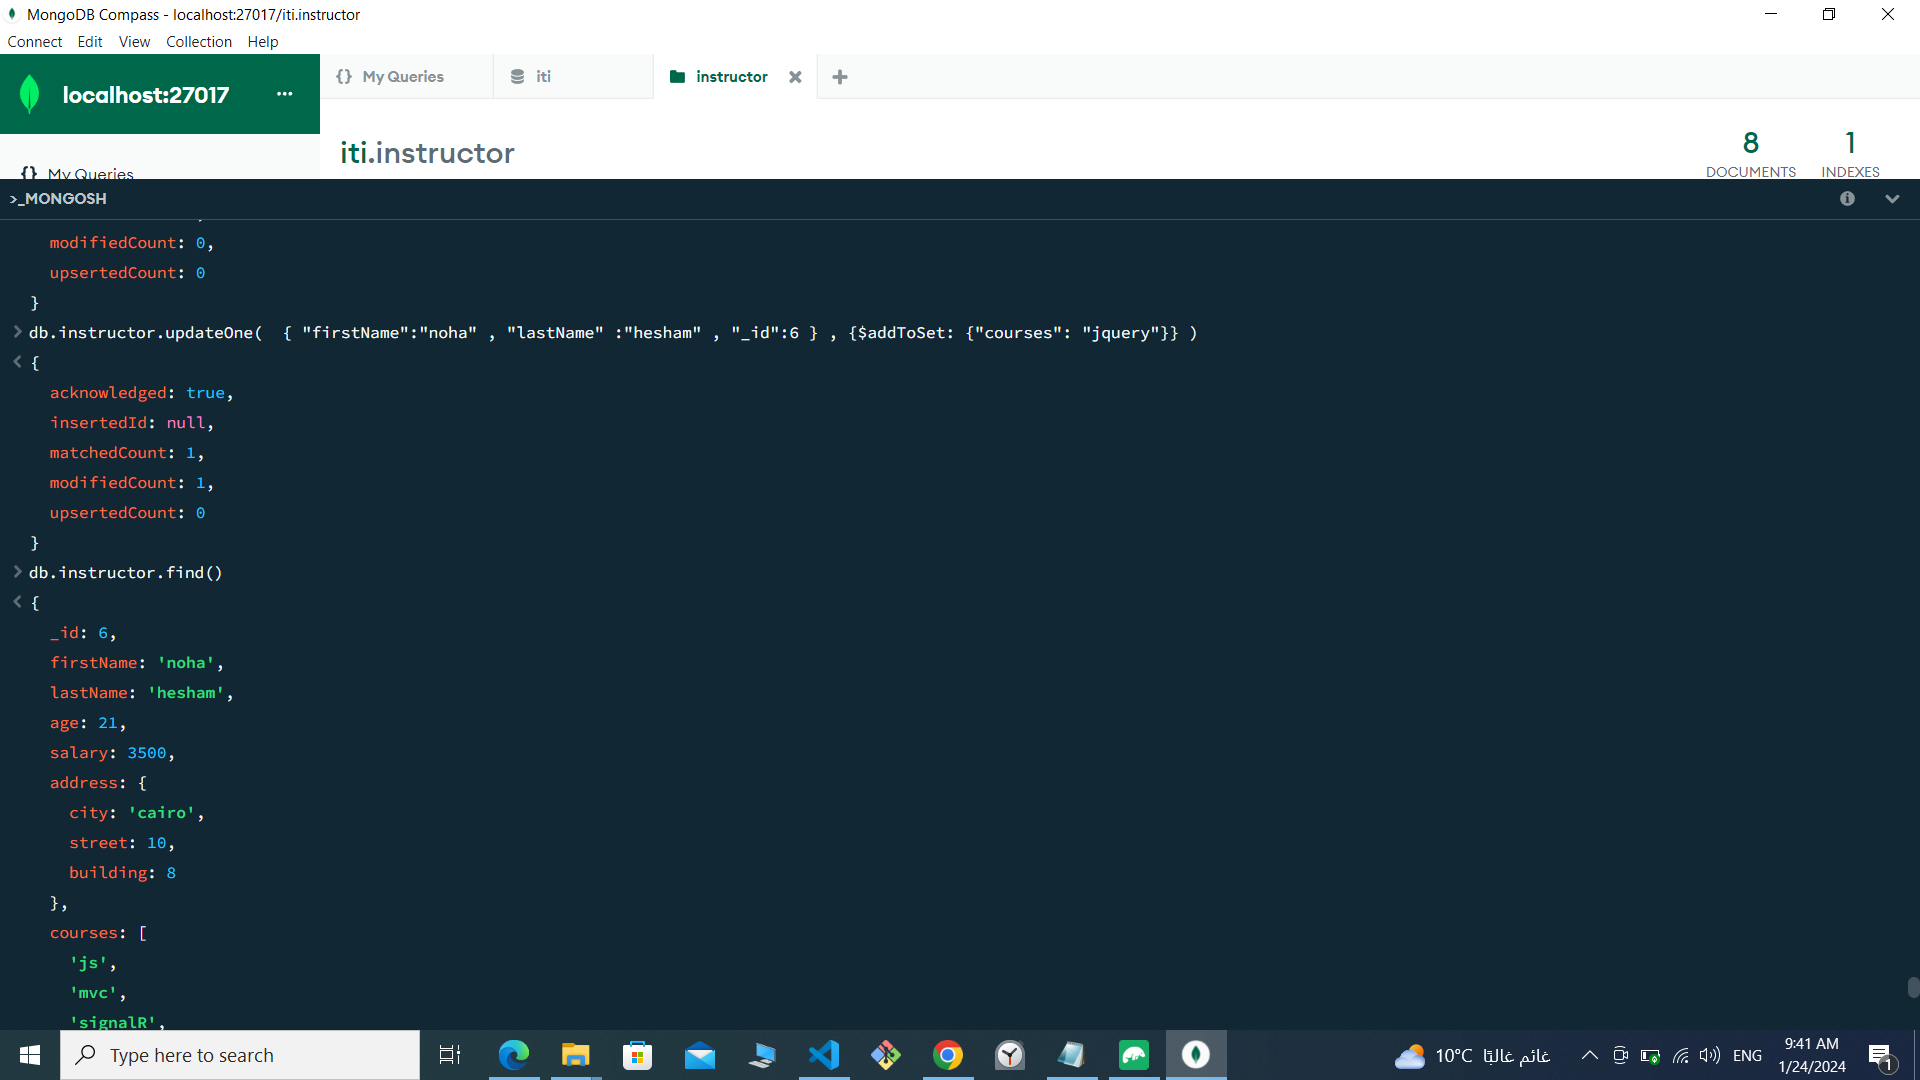 MongoDB Compass - localhost:27017/iti.instructor
Connect Edit View Collection Help
localhost:27017 ...
{} My Queries
iti
instructor
iti.instructor
8
DOCUMENTS
1
INDEXES
{} My Queries
>_MONGOSH
modifiedCount: 0,
upsertedCount: 0
}
> db.instructor.updateOne(  { "firstName":"noha" , "lastName" :"hesham" , "_id":6 } , {$addToSet: {"courses": "jquery"}} )
< {
acknowledged: true,
insertedId: null,
matchedCount: 1,
modifiedCount: 1,
upsertedCount: 0
}
> db.instructor.find()
< {
_id: 6,
firstName: 'noha',
lastName: 'hesham',
age: 21,
salary: 3500,
address: {
city: 'cairo',
street: 10,
building: 8
},
courses: [
'js',
'mvc',
'signalR',
Type here to search
10°C غائم غالبًا
ENG
9:41 AM
1/24/2024
1